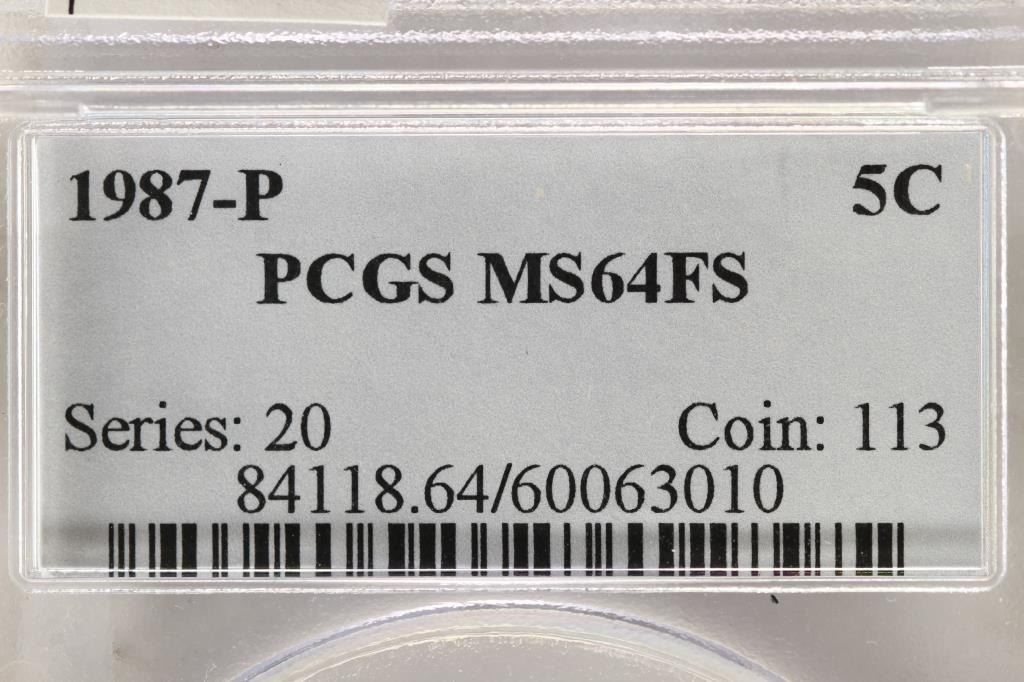 1987-P 5C
PCGS MS64FS
Series: 20 Coin: 113
84118.64/60063010